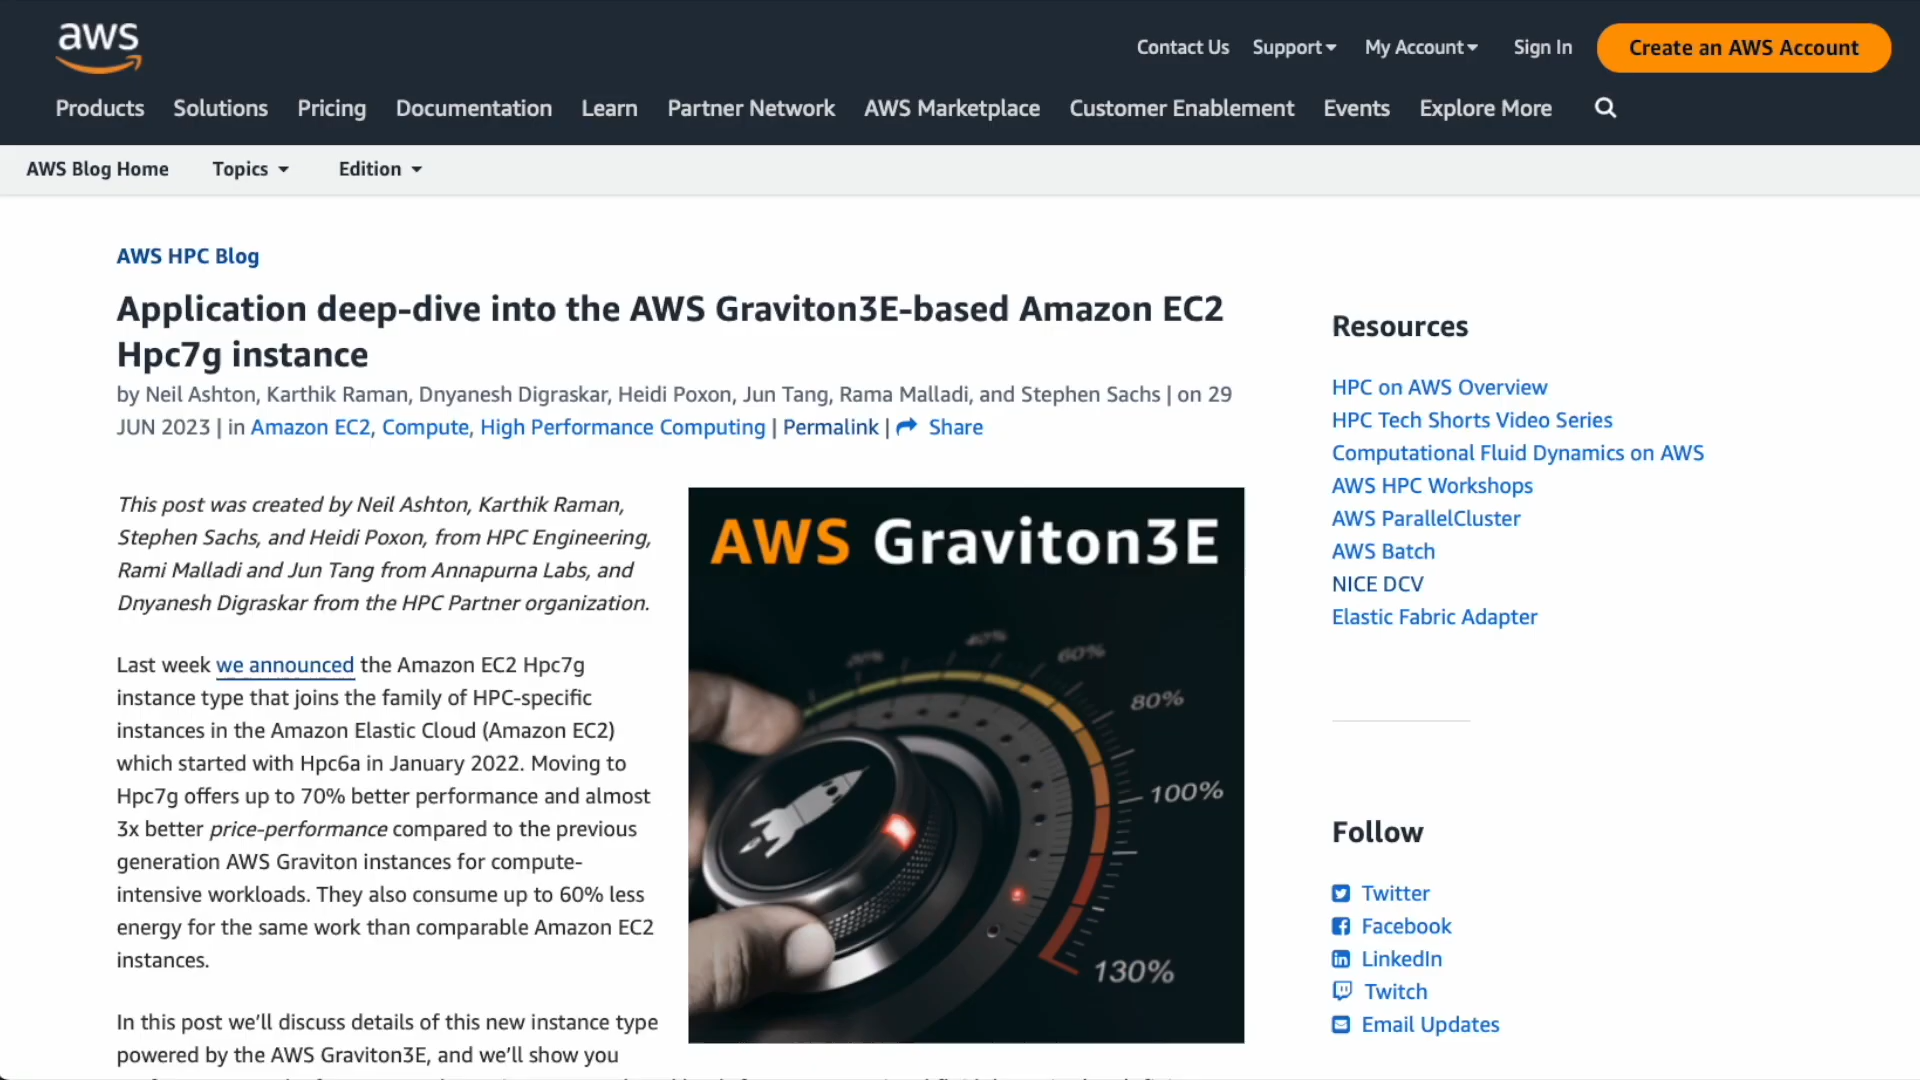 aws
Contact Us Support My Account Sign In Create an AWS Account
Products Solutions Pricing Documentation Learn Partner Network AWS Marketplace Customer Enablement Events Explore More
AWS Blog Home Topics Edition
AWS HPC Blog
Application deep-dive into the AWS Graviton3E-based Amazon EC2
Hpc7g instance
by Neil Ashton, Karthik Raman, Dnyanesh Digraskar, Heidi Poxon, Jun Tang, Rama Malladi, and Stephen Sachs | on 29
JUN 2023 | in Amazon EC2, Compute, High Performance Computing | Permalink | Share
This post was created by Neil Ashton, Karthik Raman,
Stephen Sachs, and Heidi Poxon, from HPC Engineering,
Rami Malladi and Jun Tang from Annapurna Labs, and
Dnyanesh Digraskar from the HPC Partner organization.
Last week we announced the Amazon EC2 Hpc7g
instance type that joins the family of HPC-specific
instances in the Amazon Elastic Cloud (Amazon EC2)
which started with Hpc6a in January 2022. Moving to
Hpc7g offers up to 70% better performance and almost
3x better price-performance compared to the previous
generation AWS Graviton instances for compute-
intensive workloads. They also consume up to 60% less
energy for the same work than comparable Amazon EC2
instances.
In this post we'll discuss details of this new instance type
powered by the AWS Graviton3E, and we'll show you
AWS Graviton3E
40%
60%
80%
100%
130%
Resources
HPC on AWS Overview
HPC Tech Shorts Video Series
Computational Fluid Dynamics on AWS
AWS HPC Workshops
AWS ParallelCluster
AWS Batch
NICE DCV
Elastic Fabric Adapter
Follow
Twitter
Facebook
LinkedIn
Twitch
Email Updates